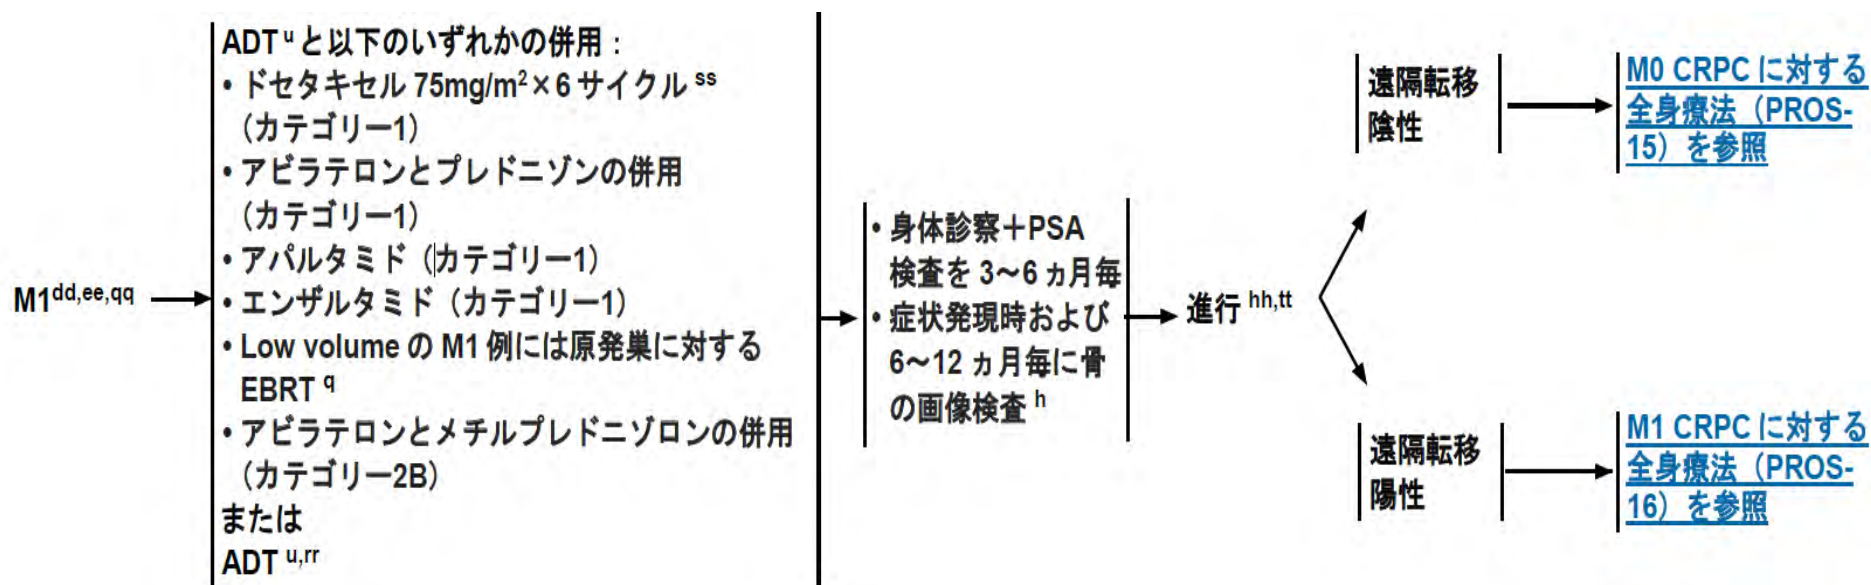 M1dd,ee,qq
ADT u と以下のいずれかの併用：
• ドセタキセル 75mg/m2×6 サイクル ss
（カテゴリー1）
• アビラテロンとプレドニゾンの併用
（カテゴリー1）
• アパルタミド（カテゴリー1）
• エンザルタミド（カテゴリー1）
• Low volume の M1 例には原発巣に対する
EBRT q
• アビラテロンとメチルプレドニゾロンの併用
（カテゴリー2B）
または
ADT u,rr
• 身体診察＋PSA
検査を 3～6 ヵ月毎
• 症状発現時および
6～12 ヵ月毎に骨
の画像検査 h
進行 hh,tt
遠隔転移
陰性
M0 CRPC に対する
全身療法（PROS-
15）を参照
遠隔転移
陽性
M1 CRPC に対する
全身療法（PROS-
16）を参照